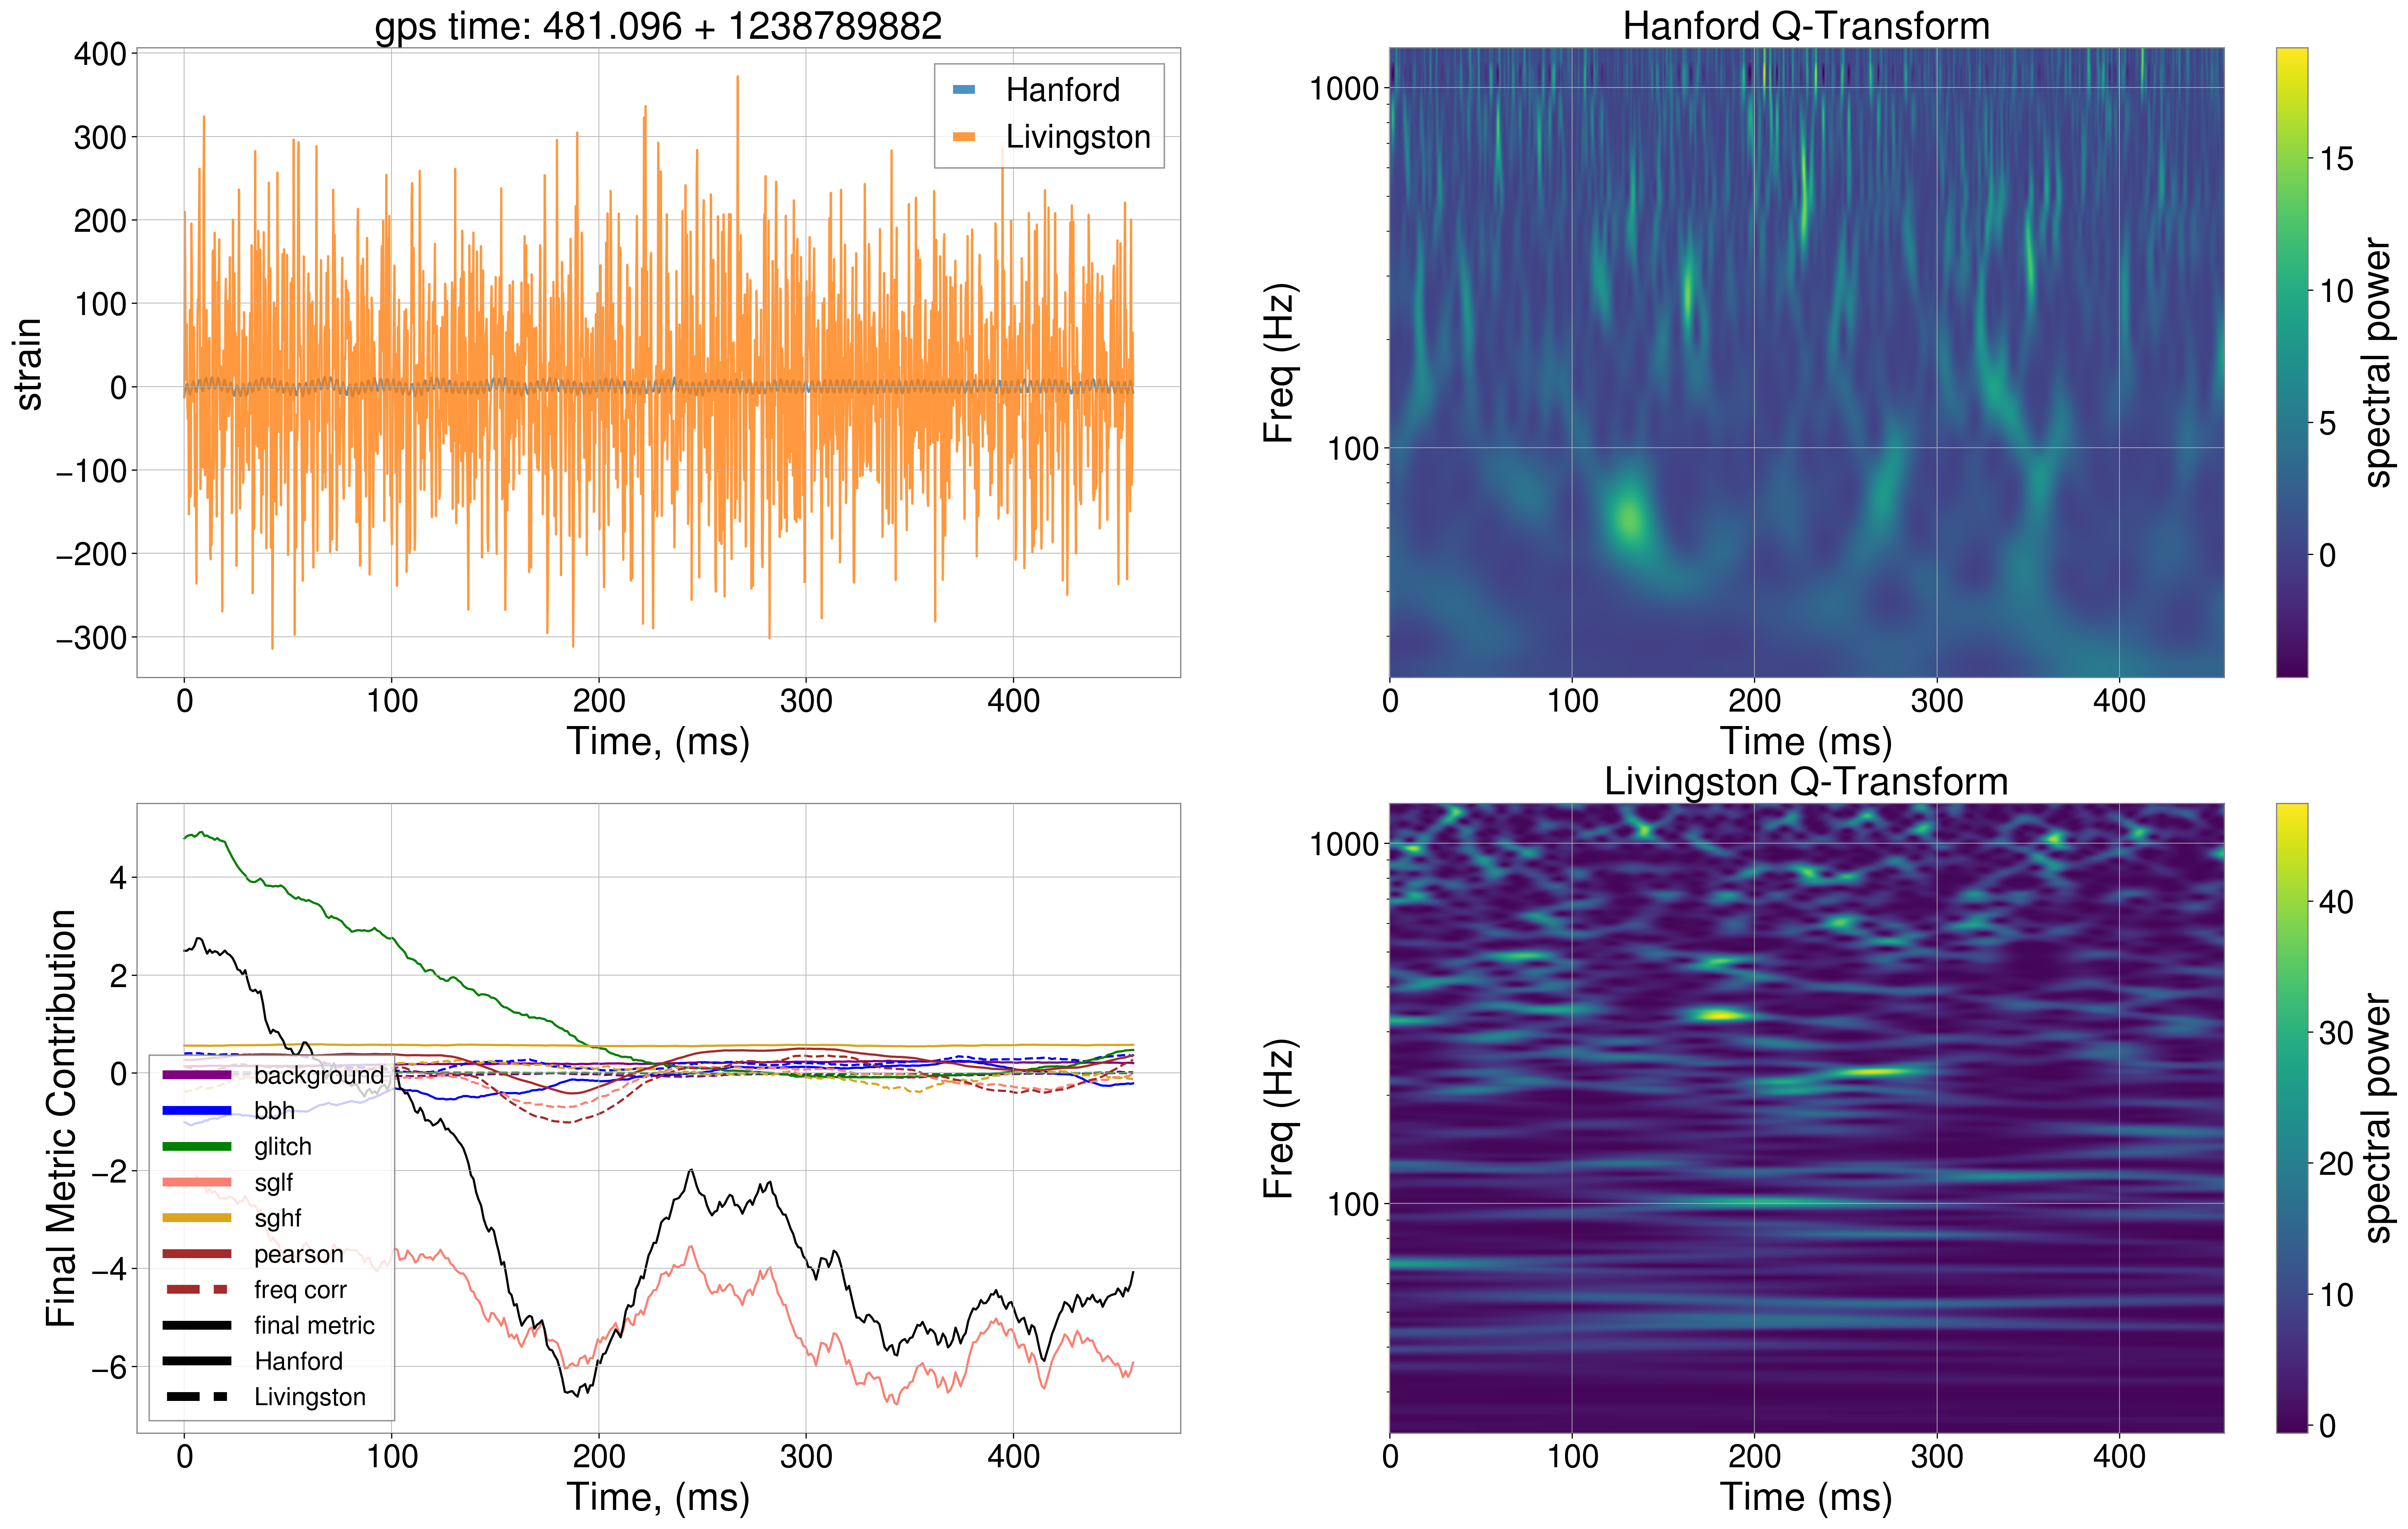 gps time: 481.096 + 1238789882
400
300
200
100
0
−100
−200
−300
strain
Hanford
Livingston
0 100 200 300 400
Time, (ms)
Hanford Q-Transform
1000
100
Freq (Hz)
0 100 200 300 400
Time (ms)
15
10
5
0
spectral power
4
2
0
−2
−4
−6
Final Metric Contribution
background
bbh
glitch
sglf
sghf
pearson
freq corr
final metric
Hanford
Livingston
0 100 200 300 400
Time, (ms)
Livingston Q-Transform
1000
100
Freq (Hz)
0 100 200 300 400
Time (ms)
40
30
20
10
0
spectral power